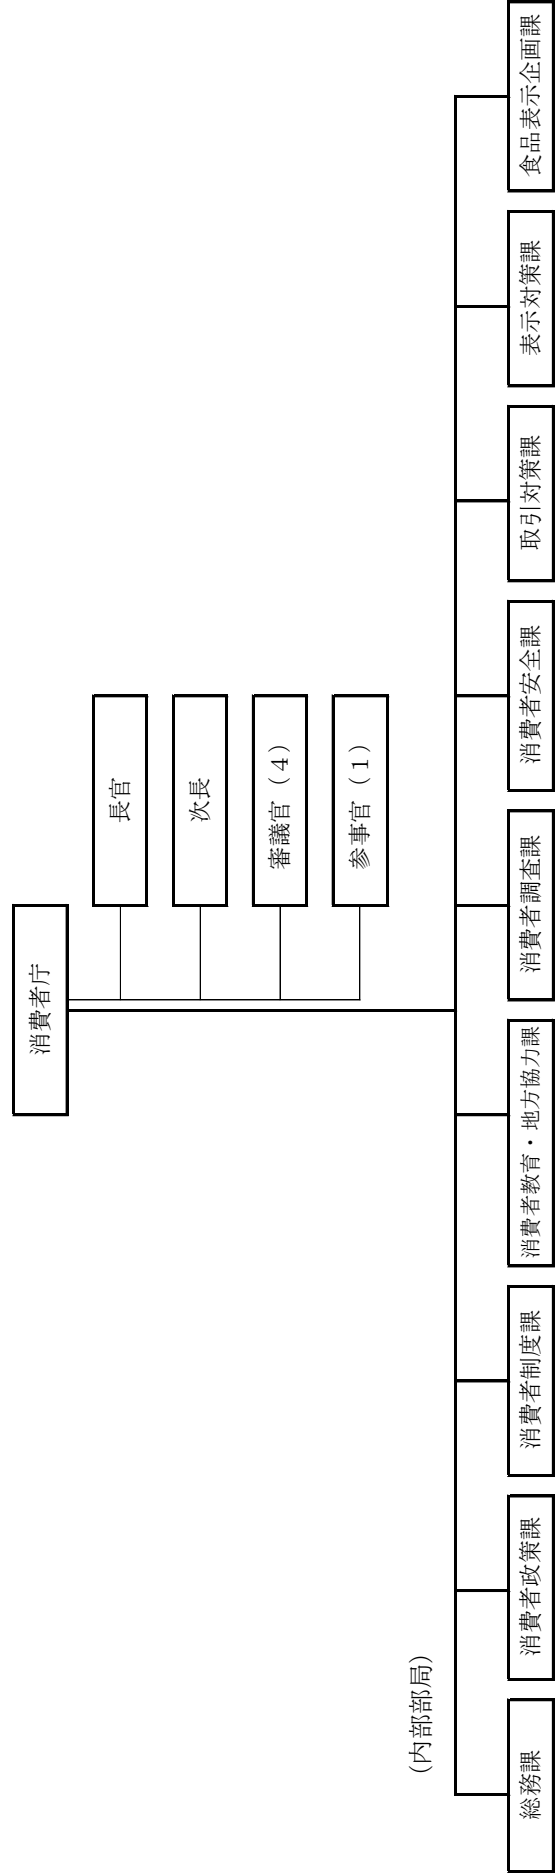 消費者庁
長官
次長
審議官（４）
参事官（１）
(内部部局)
総務課
消費者政策課
消費者制度課
消費者教育・地方協力課
消費者調査課
消費者安全課
取引対策課
表示対策課
食品表示企画課